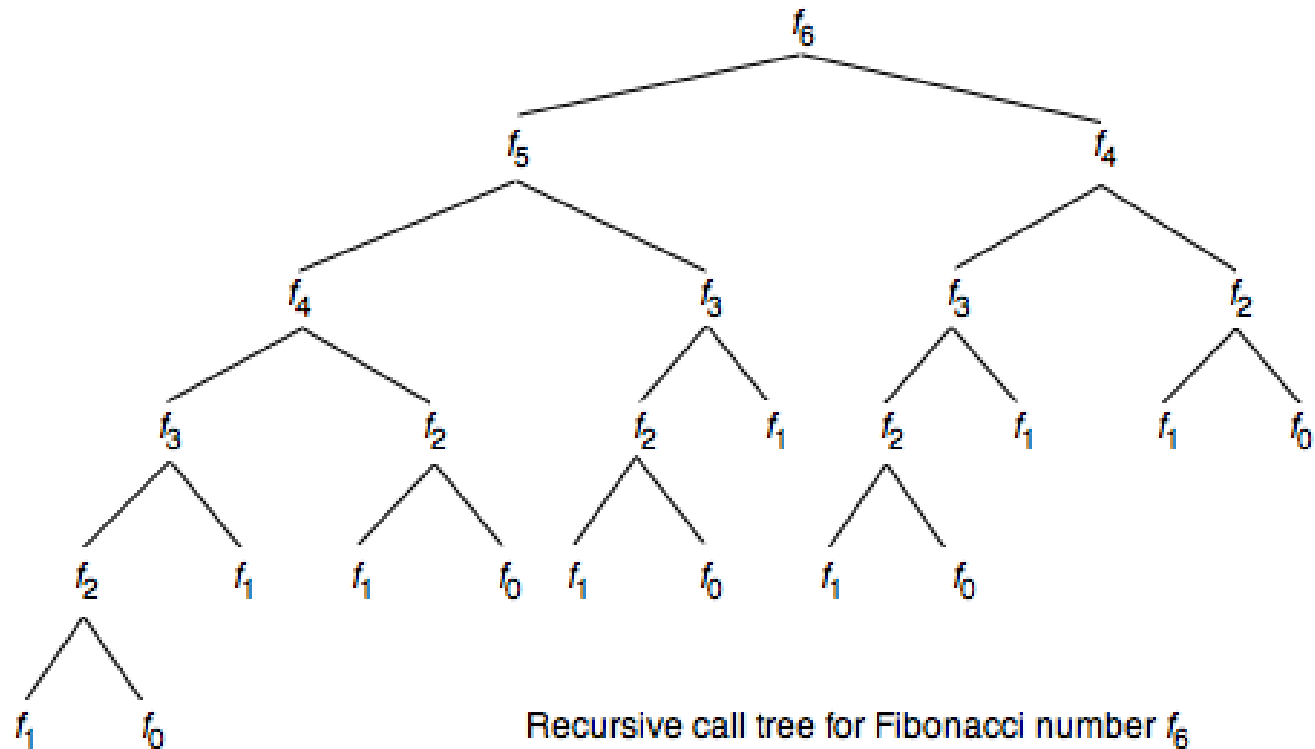 f6
f5 f4
f4 f3 f3 f2
f3 f2 f2 f1 f2 f1 f1 f0
f2 f1 f1 f0 f1 f0 f1 f0
f1 f0
Recursive call tree for Fibonacci number f6